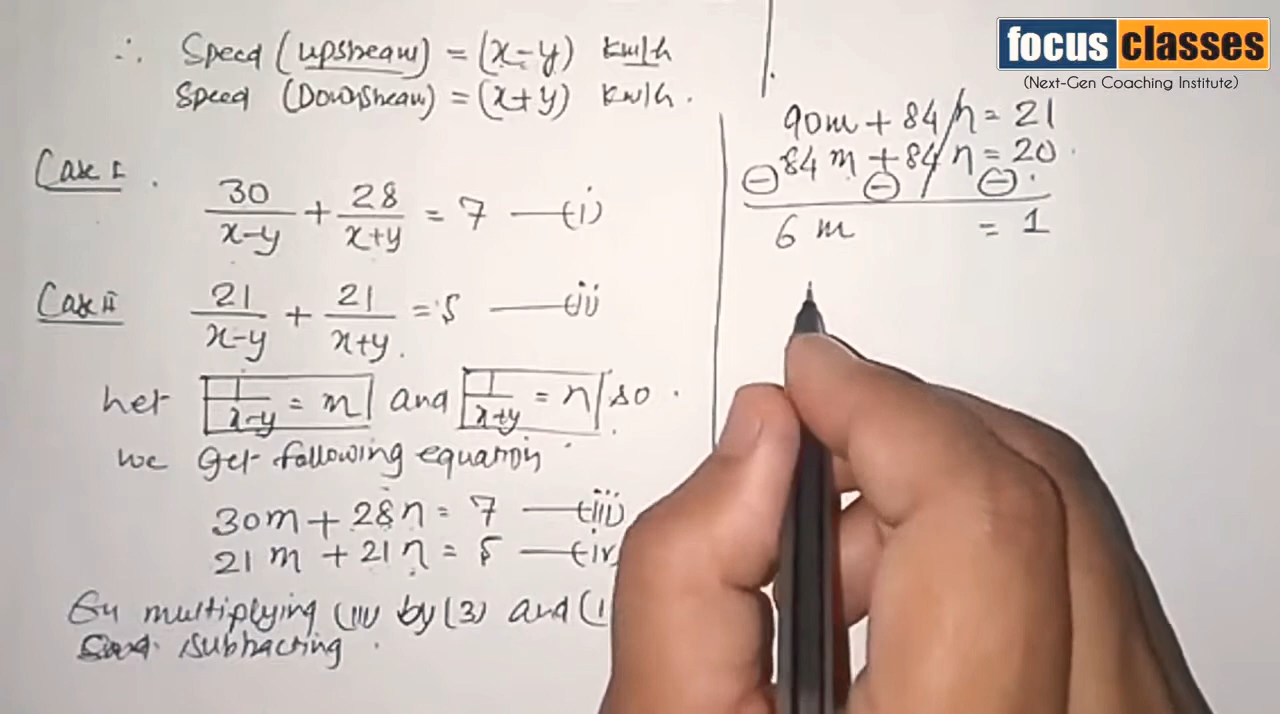 ∴ Speed (upstream) = (x-y) km/h
Speed (Downstream) = (x+y) km/h.
Case I.
30/(x-y) + 28/(x+y) = 7 —(i)
Case ii
21/(x-y) + 21/(x+y) = 5 —(ii)
Let 1/(x-y) = m and 1/(x+y) = n so.
we get following equation
30m + 28n = 7 —(iii)
21m + 21n = 5 —(iv
On multiplying (iii) by (3) and (i
subtracting.
focus classes
(Next-Gen Coaching Institute)
90m + 84n = 21
84m + 84n = 20.
- - -
6m = 1